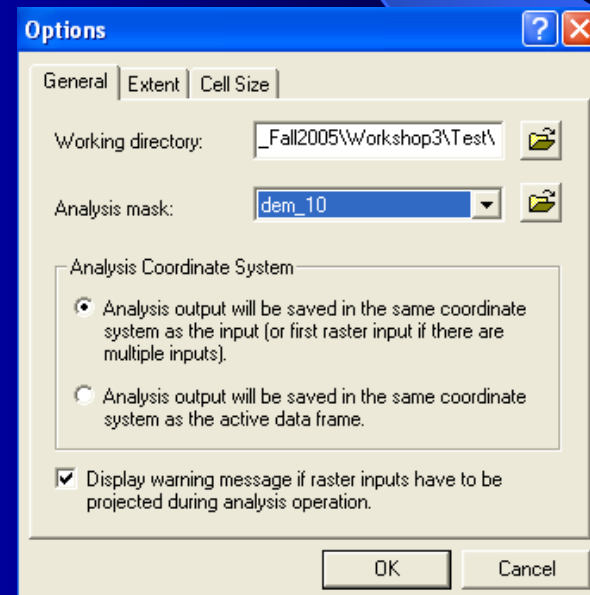 Options
General Extent Cell Size
Working directory: _Fall2005\Workshop3\Test\
Analysis mask: dem_10
Analysis Coordinate System
Analysis output will be saved in the same coordinate
system as the input (or first raster input if there are
multiple inputs).
Analysis output will be saved in the same coordinate
system as the active data frame.
Display warning message if raster inputs have to be
projected during analysis operation.
OK Cancel